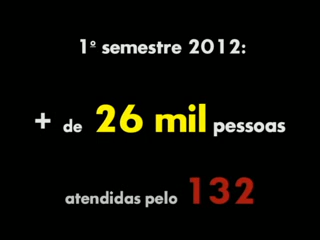 1º semestre 2012:
+ de 26 mil pessoas
atendidas pelo 132